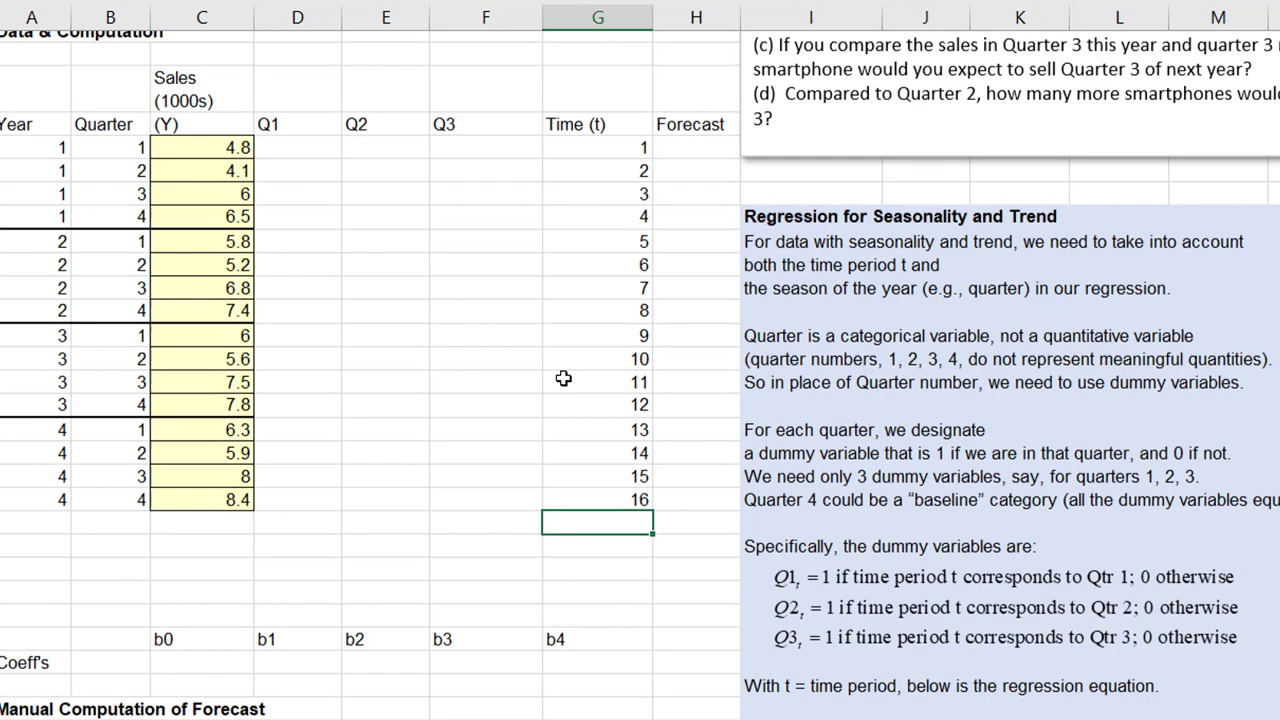 A B C D E F G H I J K L M
Data & Computation
Sales
(1000s)
Year Quarter (Y) Q1 Q2 Q3 Time (t) Forecast
1 1 4.8 1
1 2 4.1 2
1 3 6 3
1 4 6.5 4
2 1 5.8 5
2 2 5.2 6
2 3 6.8 7
2 4 7.4 8
3 1 6 9
3 2 5.6 10
3 3 7.5 11
3 4 7.8 12
4 1 6.3 13
4 2 5.9 14
4 3 8 15
4 4 8.4 16
b0 b1 b2 b3 b4
Coeff's
Manual Computation of Forecast
(c) If you compare the sales in Quarter 3 this year and quarter 3
smartphone would you expect to sell Quarter 3 of next year?
(d) Compared to Quarter 2, how many more smartphones would
3?
Regression for Seasonality and Trend
For data with seasonality and trend, we need to take into account
both the time period t and
the season of the year (e.g., quarter) in our regression.
Quarter is a categorical variable, not a quantitative variable
(quarter numbers, 1, 2, 3, 4, do not represent meaningful quantities).
So in place of Quarter number, we need to use dummy variables.
For each quarter, we designate
a dummy variable that is 1 if we are in that quarter, and 0 if not.
We need only 3 dummy variables, say, for quarters 1, 2, 3.
Quarter 4 could be a “baseline” category (all the dummy variables equ
Specifically, the dummy variables are:
Q1t = 1 if time period t corresponds to Qtr 1; 0 otherwise
Q2t = 1 if time period t corresponds to Qtr 2; 0 otherwise
Q3t = 1 if time period t corresponds to Qtr 3; 0 otherwise
With t = time period, below is the regression equation.